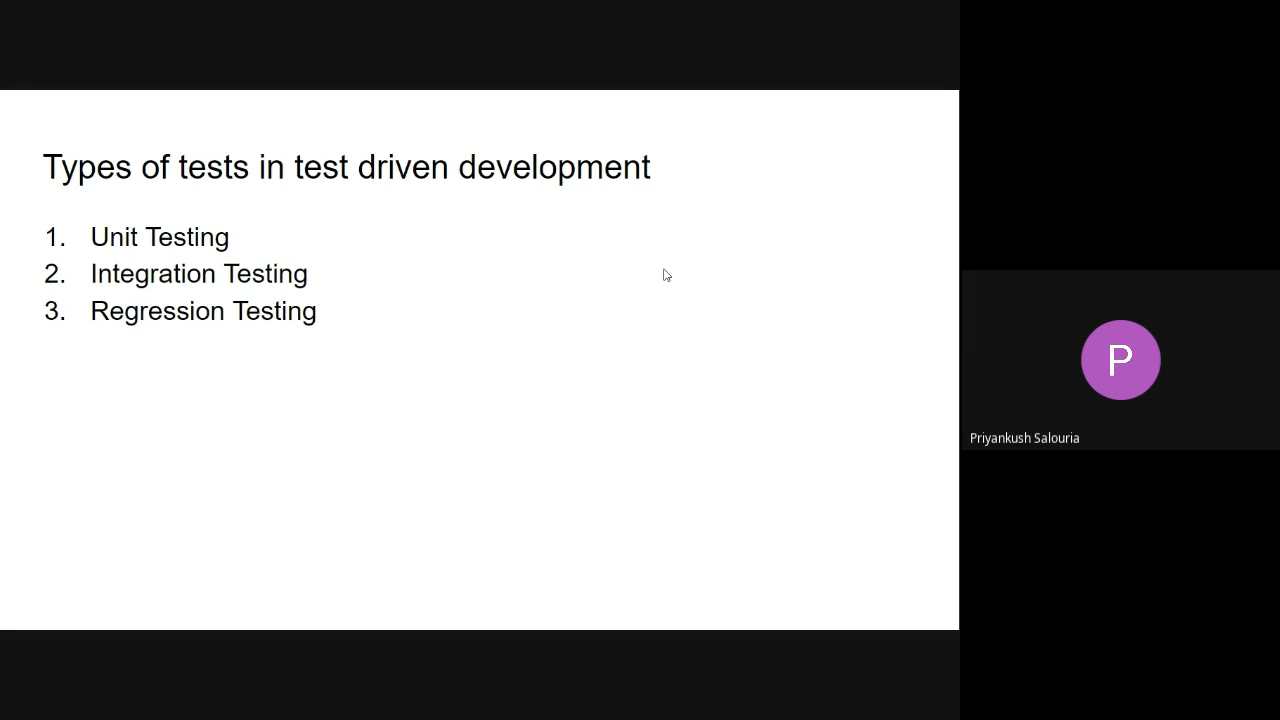 Types of tests in test driven development
1. Unit Testing
2. Integration Testing
3. Regression Testing
P
Priyankush Salouria